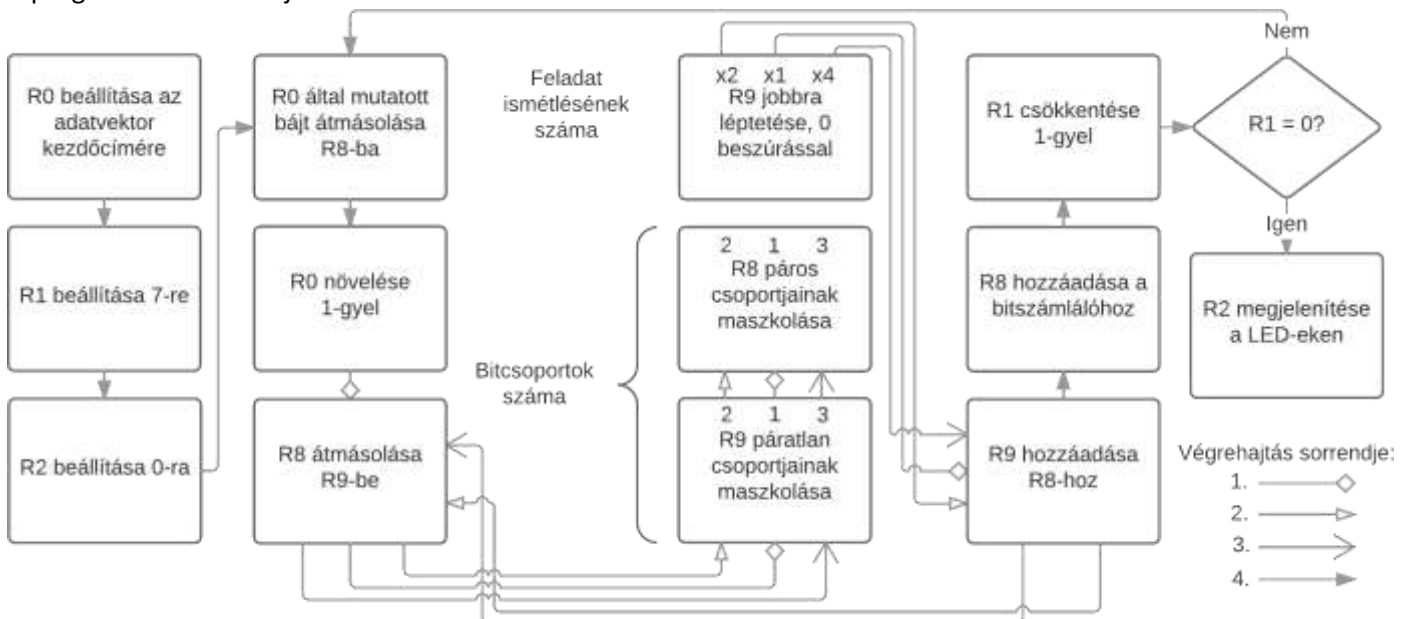 R0 beállítása az
adatvektor
kezdőcímére
R1 beállítása 7-re
R2 beállítása 0-ra
R0 által mutatott
bájt átmásolása
R8-ba
R0 növelése
1-gyel
R8 átmásolása
R9-be
Feladat
ismétlésének
száma
x2 x1 x4
R9 jobbra
léptetése, 0
beszúrással
Bitcsoportok
száma
2 1 3
R8 páros
csoportjainak
maszkolása
2 1 3
R9 páratlan
csoportjainak
maszkolása
R1 csökkentése
1-gyel
R8 hozzáadása a
bitszámlálóhoz
R9 hozzáadása
R8-hoz
Nem
R1 = 0?
Igen
R2 megjelenítése
a LED-eken
Végrehajtás sorrendje:
1.
2.
3.
4.